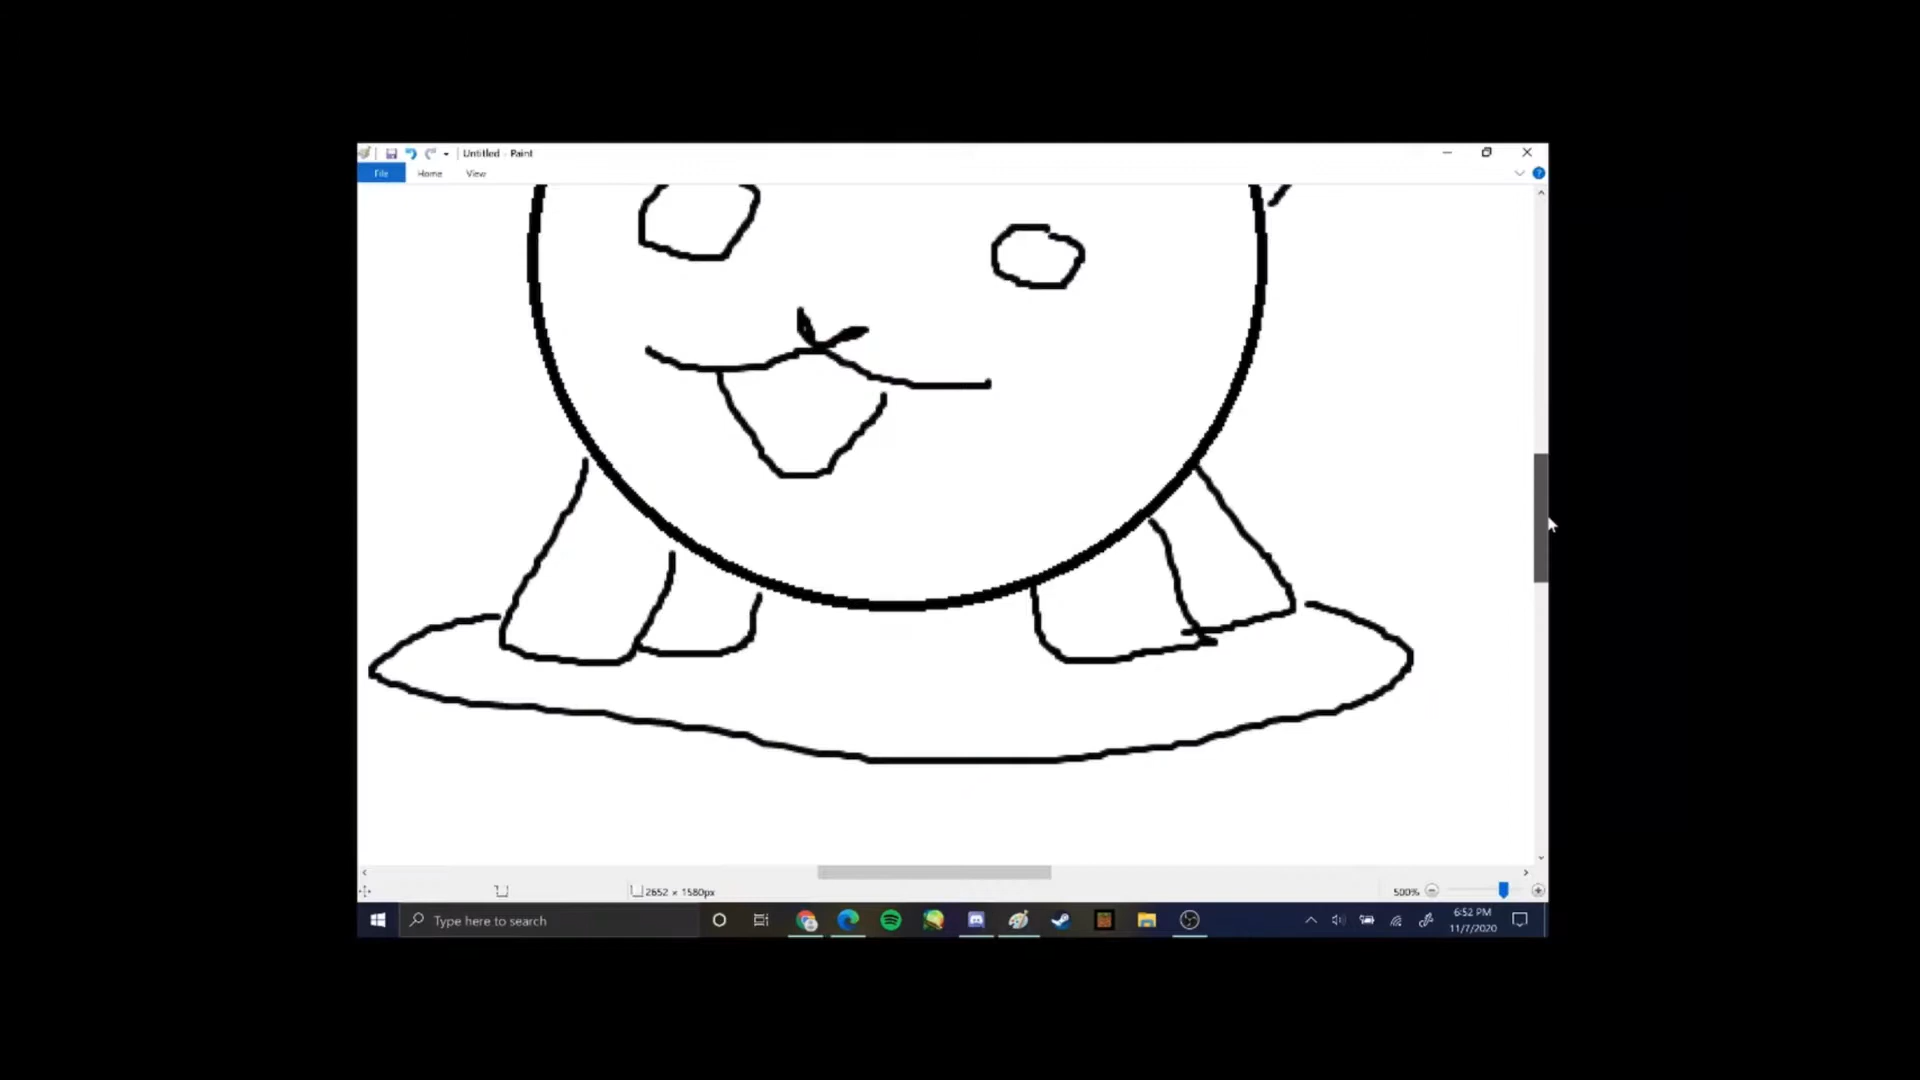 Untitled - Paint
File Home View
2652 × 1580px
500%
Type here to search
6:52 PM
11/7/2020